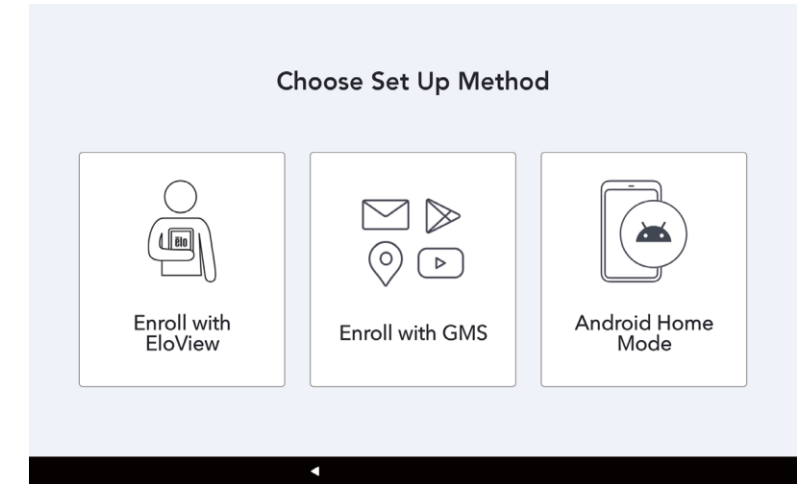 Choose Set Up Method
elo
Enroll with
EloView
Enroll with GMS
Android Home
Mode